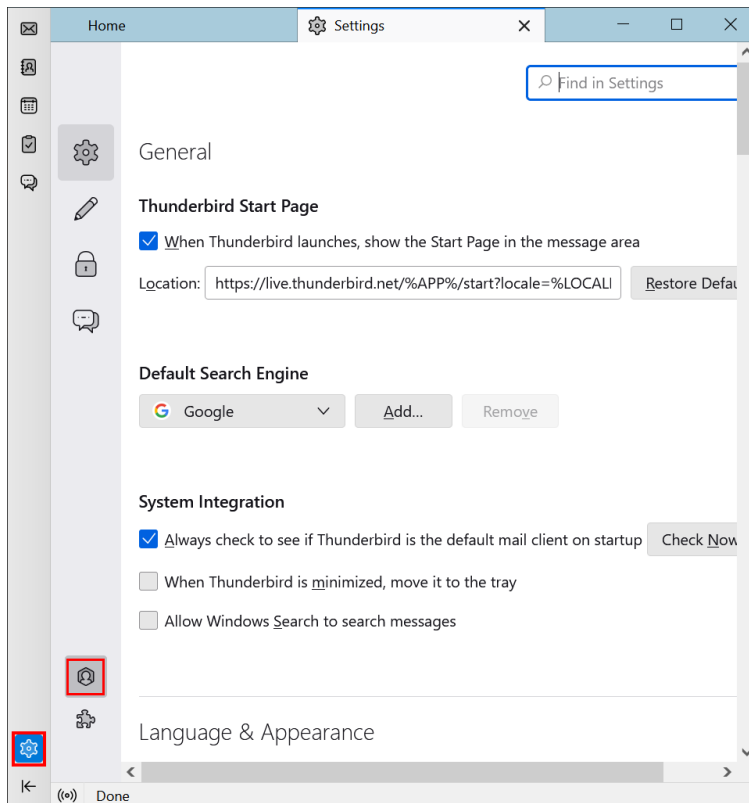 Home
Settings
Find in Settings
General
Thunderbird Start Page
When Thunderbird launches, show the Start Page in the message area
Location: https://live.thunderbird.net/%APP%/start?locale=%LOCALI Restore Defau
Default Search Engine
Google Add... Remove
System Integration
Always check to see if Thunderbird is the default mail client on startup Check Now
When Thunderbird is minimized, move it to the tray
Allow Windows Search to search messages
Language & Appearance
Done